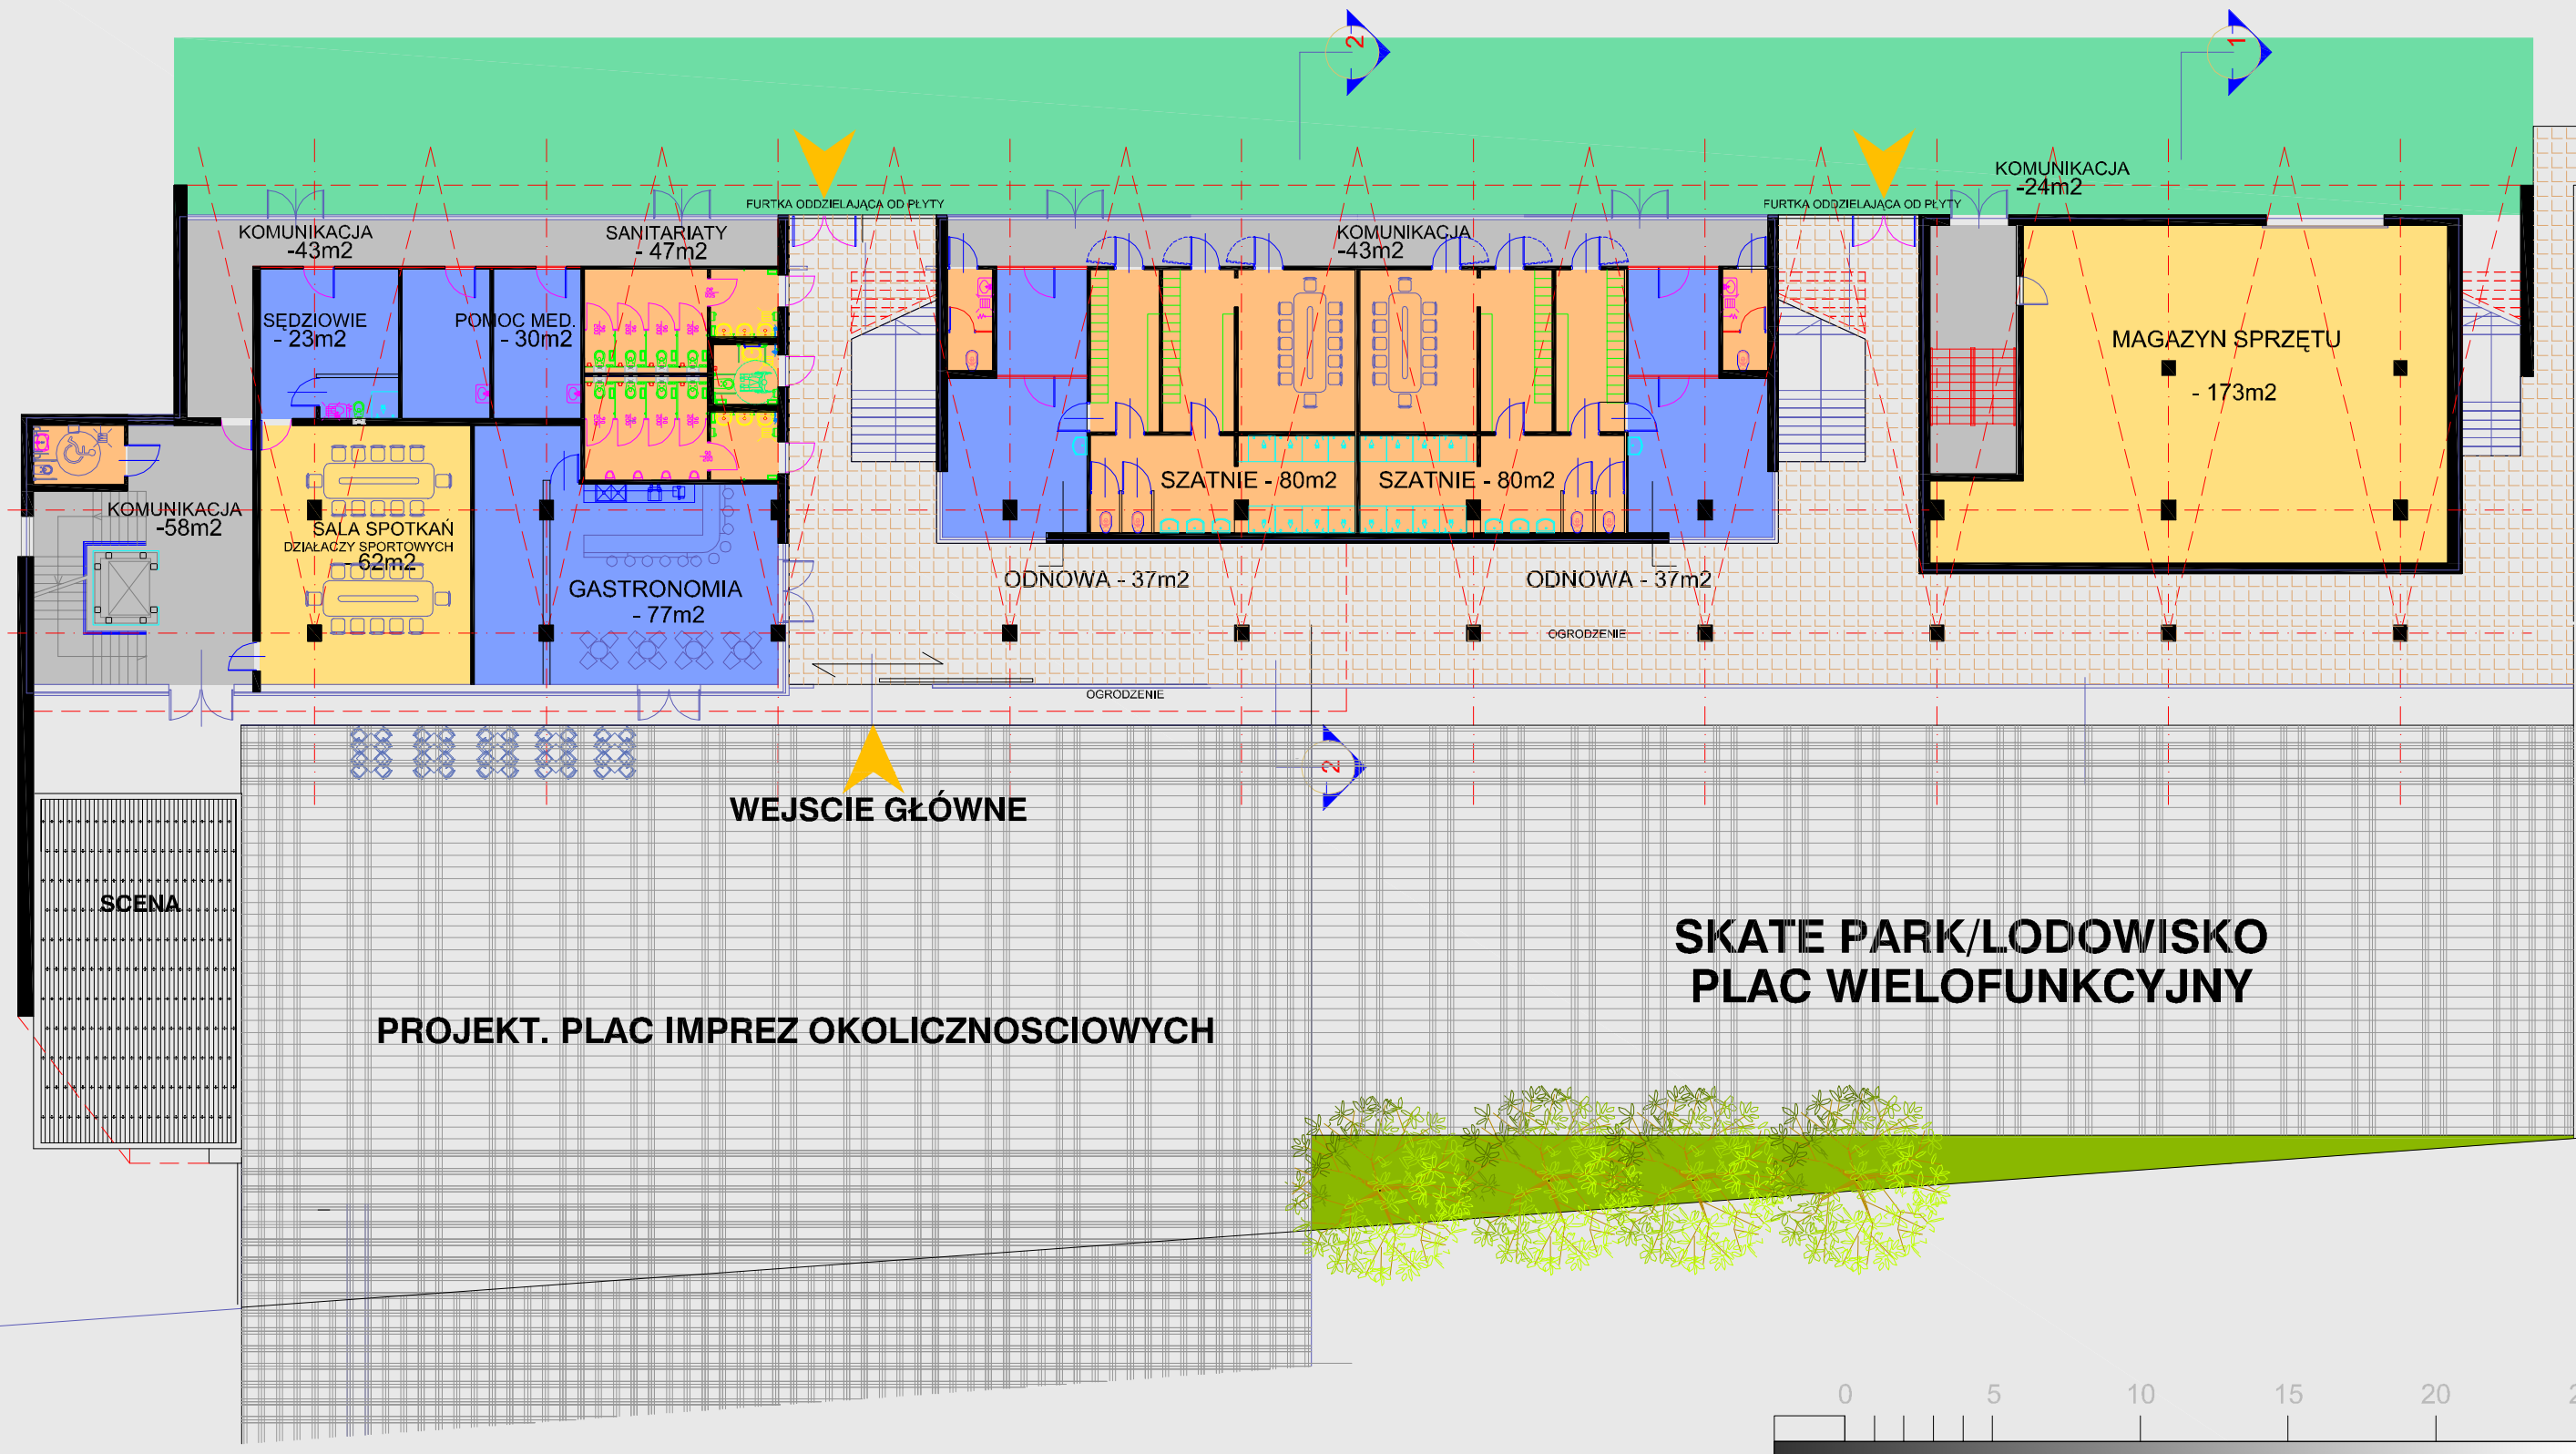 2
1
KOMUNIKACJA
-24m2
FURTKA ODDZIELAJĄCA OD PŁYTY
FURTKA ODDZIELAJĄCA OD PŁYTY
KOMUNIKACJA
-43m2
SANITARIATY
- 47m2
KOMUNIKACJA
-43m2
SĘDZIOWIE
- 23m2
POMOC MED.
- 30m2
MAGAZYN SPRZĘTU
- 173m2
SZATNIE - 80m2
SZATNIE - 80m2
KOMUNIKACJA
-58m2
SALA SPOTKAŃ
DZIAŁACZY SPORTOWYCH
- 62m2
GASTRONOMIA
- 77m2
ODNOWA - 37m2
ODNOWA - 37m2
OGRODZENIE
OGRODZENIE
2
WEJSCIE GŁÓWNE
SCENA
SKATE PARK/LODOWISKO
PLAC WIELOFUNKCYJNY
PROJEKT. PLAC IMPREZ OKOLICZNOSCIOWYCH
0 5 10 15 20